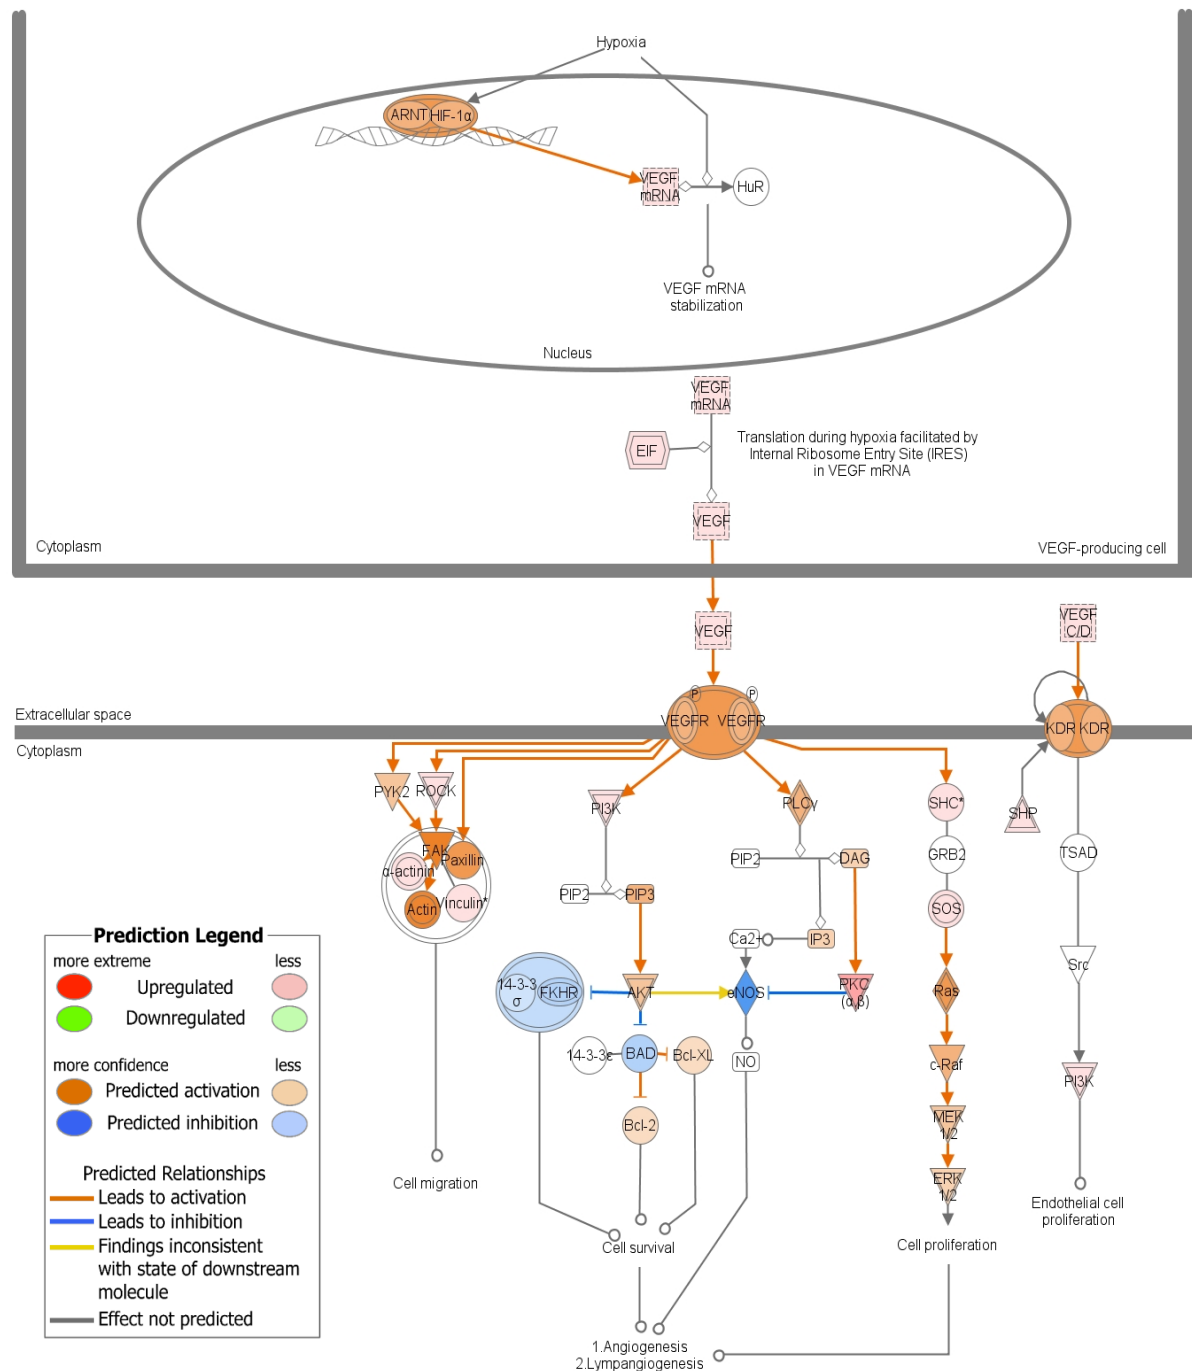 Hypoxia
ARNT
HIF-1α
VEGF
mRNA
HuR
VEGF mRNA
stabilization
Nucleus
VEGF
mRNA
EIF
Translation during hypoxia facilitated by
Internal Ribosome Entry Site (IRES)
in VEGF mRNA
VEGF
Cytoplasm
VEGF-producing cell
VEGF
VEGF
C/D
P
P
VEGFR
VEGFR
Extracellular space
KDR
KDR
Cytoplasm
PYK2
ROCK
PI3K
PLCγ
SHC*
SHP
FAK
Paxillin
α-actinin
Vinculin*
Actin
PIP2
DAG
GRB2
TSAD
PIP2
PIP3
SOS
Ca2+
IP3
Src
14-3-3
σ
FKHR
AKT
eNOS
PKC
(α,β)
Ras
14-3-3ε
BAD
Bcl-XL
NO
c-Raf
PI3K
Bcl-2
MEK
1/2
ERK
1/2
Cell migration
Endothelial cell
proliferation
Cell survival
Cell proliferation
1.Angiogenesis
2.Lympangiogenesis
Prediction Legend
more extreme
less
Upregulated
Downregulated
more confidence
less
Predicted activation
Predicted inhibition
Predicted Relationships
Leads to activation
Leads to inhibition
Findings inconsistent
with state of downstream
molecule
Effect not predicted